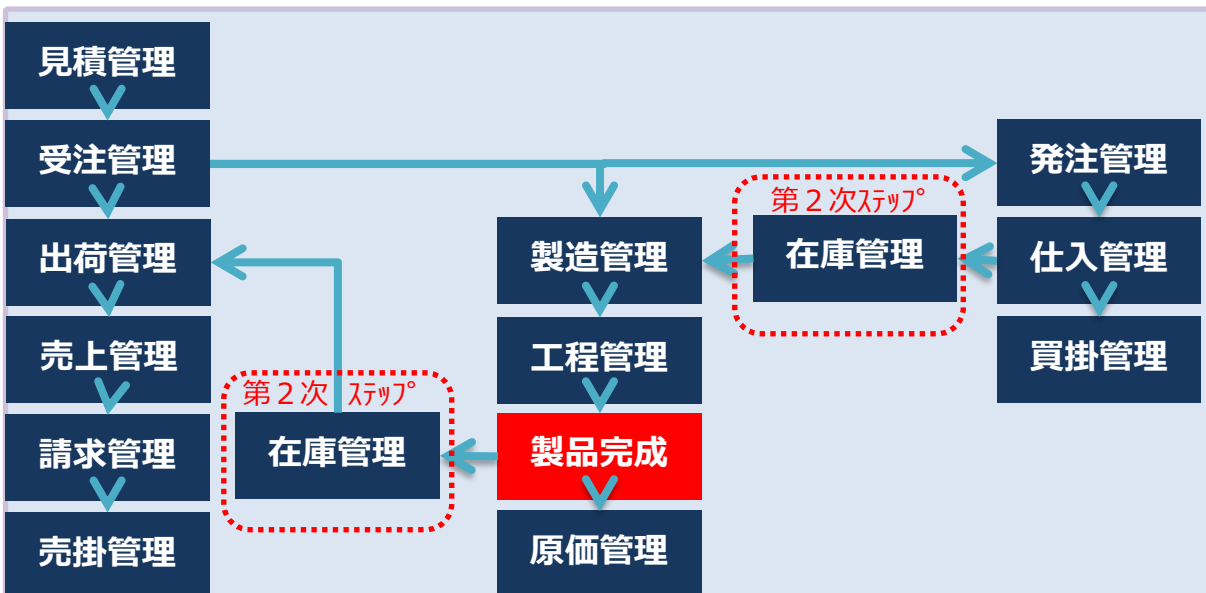 見積管理
受注管理
発注管理
第２次ｽﾃｯﾌﾟ
出荷管理
製造管理
在庫管理
仕入管理
売上管理
工程管理
買掛管理
第２次 ｽﾃｯﾌﾟ
請求管理
在庫管理
製品完成
売掛管理
原価管理